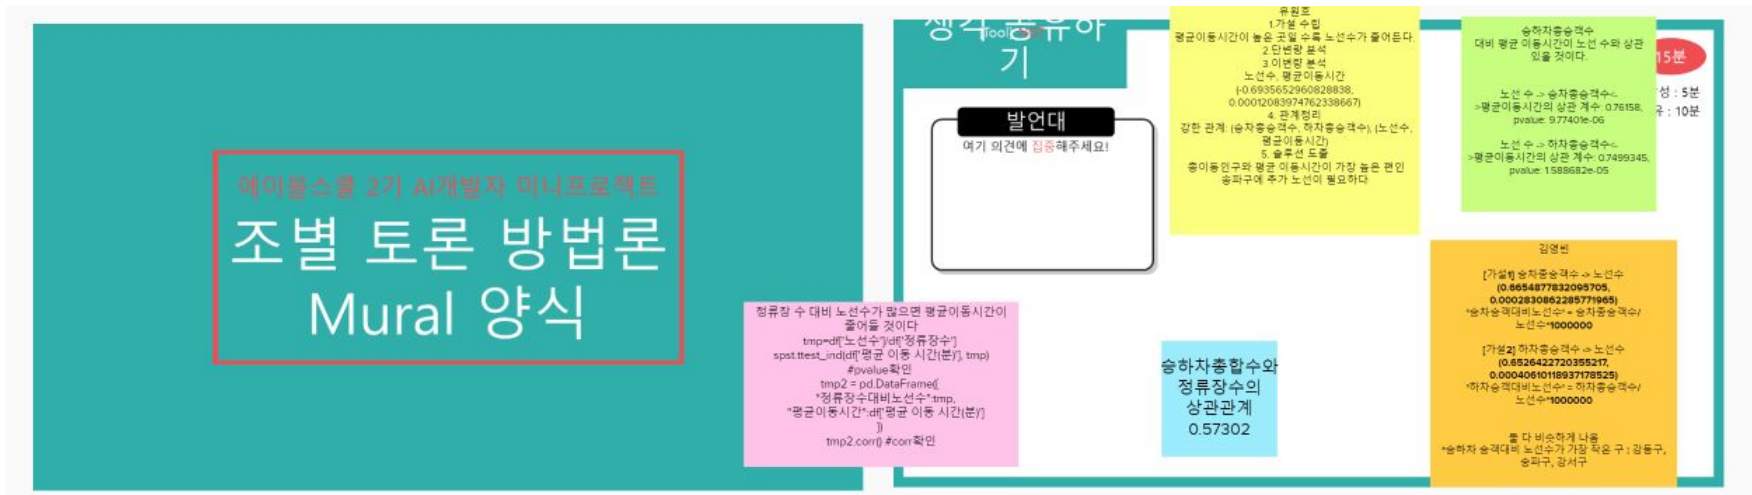 에이블스쿨 2기 AI개발자 미니프로젝트
조별 토론 방법론
Mural 양식
생각 공유하
기
발언대
여기 의견에 집중해주세요!
유원호
1.가설 수립
평균이동시간이 높은 곳일 수록 노선수가 줄어든다.
2.단변량 분석
3.이변량 분석
노선수, 평균이동시간
(-0.6935652960828838,
0.00012083974762338667)
4. 관계정리
강한 관계: (승차총승객수, 하차총승객수), (노선수,
평균이동시간)
5. 솔루션 도출
총이동인구와 평균 이동시간이 가장 높은 편인
송파구에 추가 노선이 필요하다
승하차총승객수
대비 평균 이동시간이 노선 수와 상관
있을 것이다.
노선 수 -> 승차총승객수<-
>평균이동시간의 상관 계수: 0.76158,
pvalue: 9.77401e-06
노선 수 -> 하차총승객수<-
>평균이동시간의 상관 계수: 0.7499345,
pvalue: 1.588682e-05
15분
성 : 5분
유 : 10분
정류장 수 대비 노선수가 많으면 평균이동시간이
줄어들 것이다
tmp=df['노선수']/df['정류장수']
spst.ttest_ind(df['평균 이동 시간(분)'], tmp)
#pvalue확인
tmp2 = pd.DataFrame({
"정류장수대비노선수":tmp,
"평균이동시간":df['평균 이동 시간(분)']
})
tmp2.corr() #corr확인
승하차총합수와
정류장수의
상관관계
0.57302
김영빈
[가설1] 승차총승객수 -> 노선수
(0.6654877832095705,
0.0002830862285771965)
'승차승객대비노선수' = 승차총승객수/
노선수*1000000
[가설2] 하차총승객수 -> 노선수
(0.6526422720355217,
0.00040610118937178525)
'하차승객대비노선수' = 하차총승객수/
노선수*1000000
둘 다 비슷하게 나옴
*승하차 승객대비 노선수가 가장 적은 구 : 강동구,
송파구, 강서구